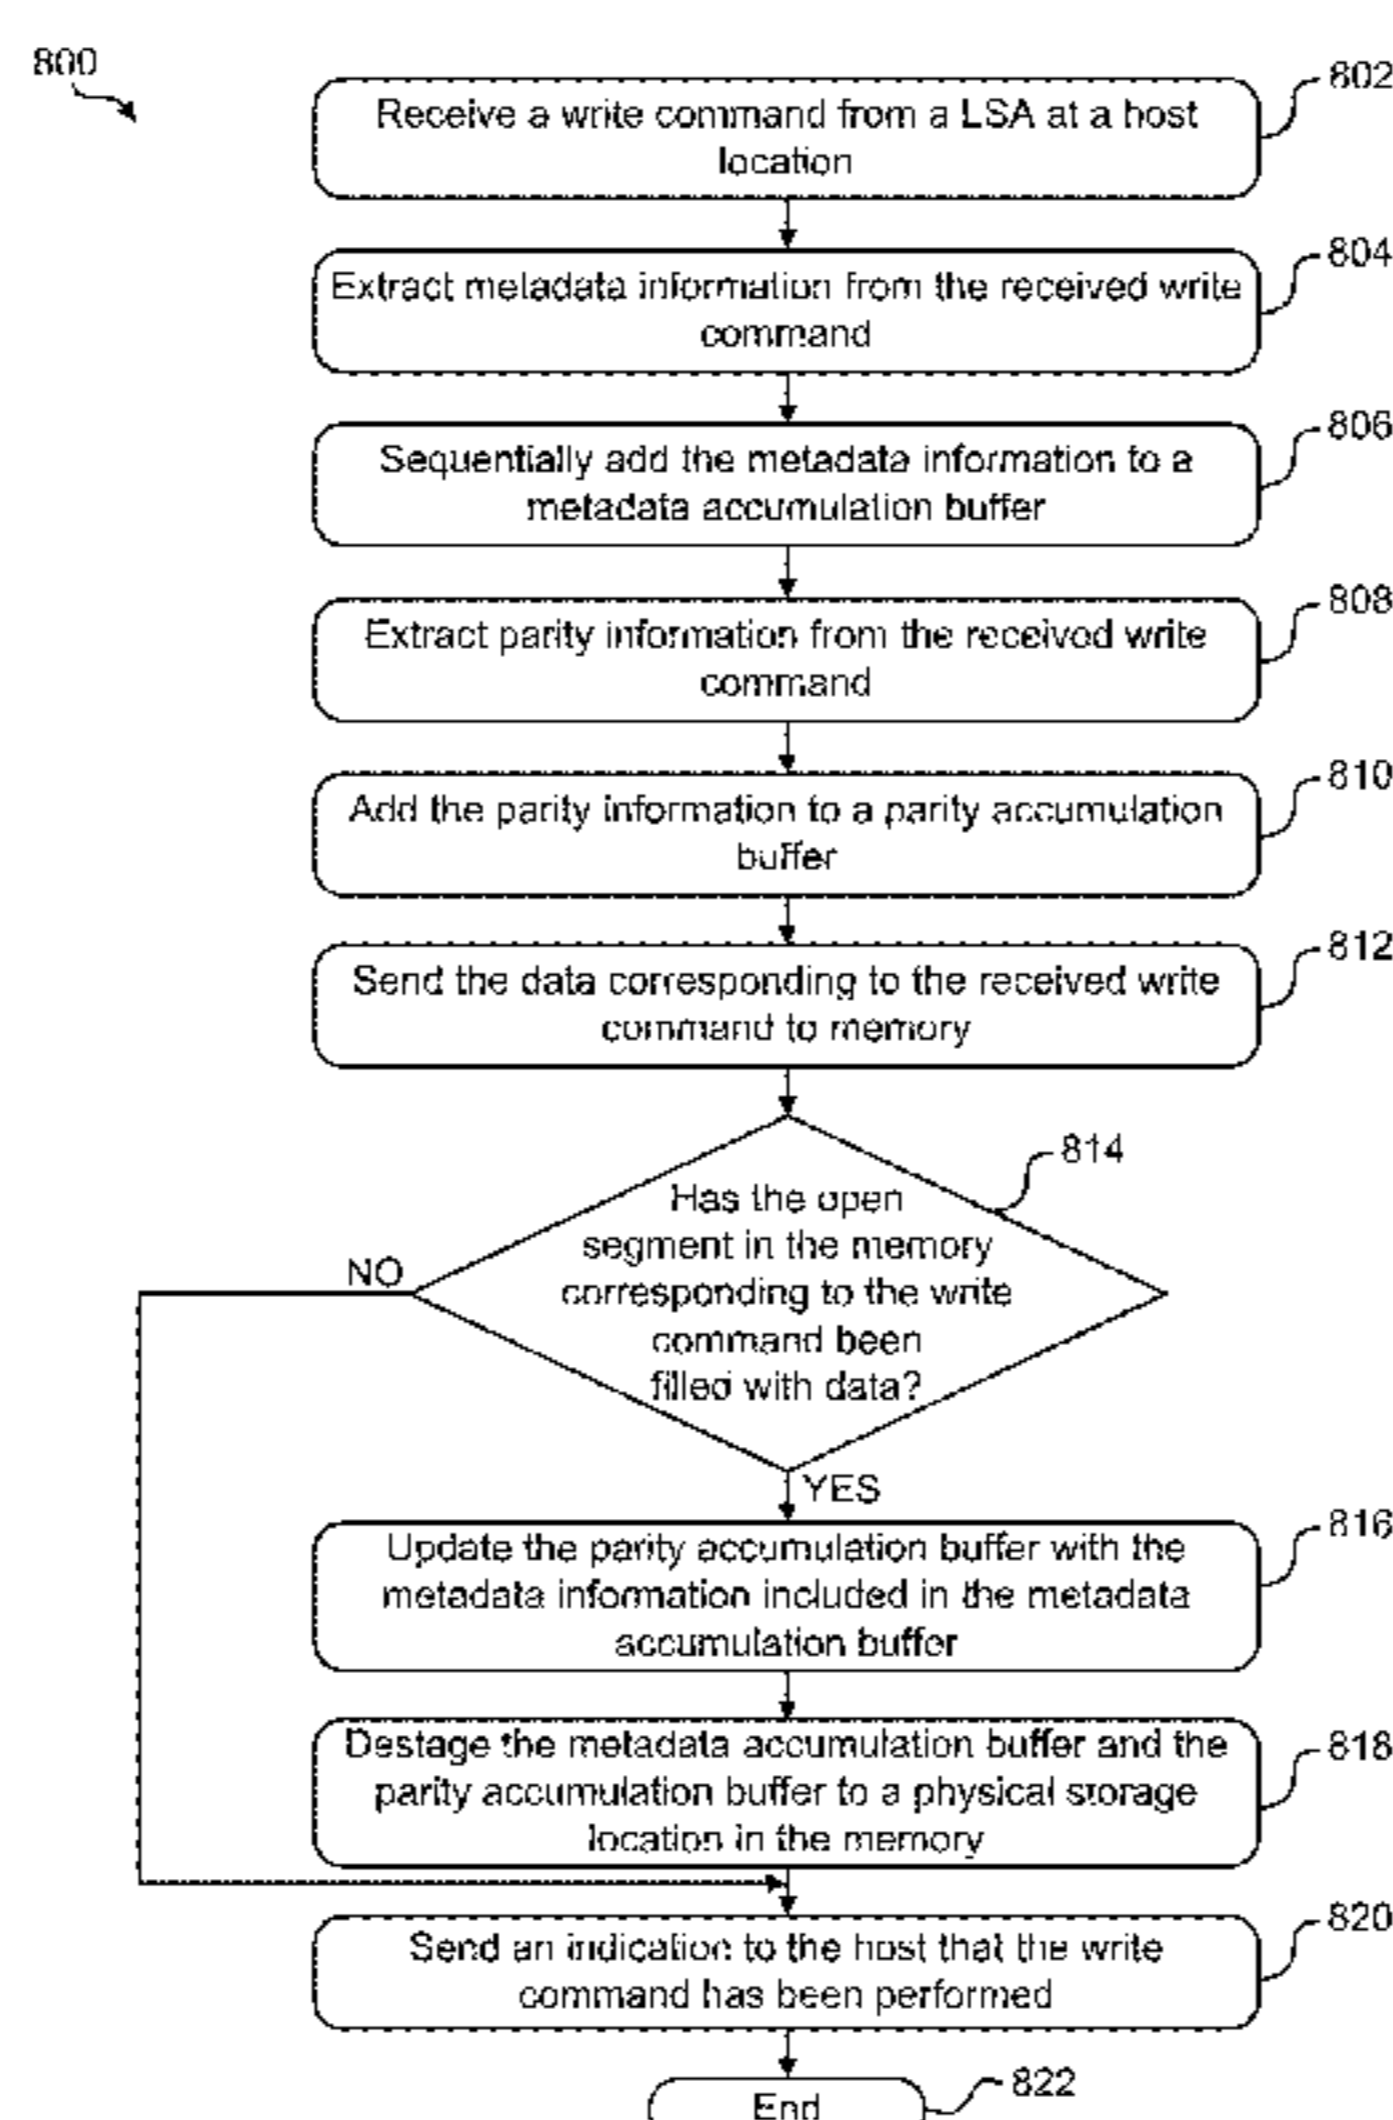 800
802
Receive a write command from a LSA at a host
location
804
Extract metadata information from the received write
command
806
Sequentially add the metadata information to a
metadata accumulation buffer
808
Extract parity information from the received write
command
810
Add the parity information to a parity accumulation
buffer
812
Send the data corresponding to the received write
command to memory
814
Has the open
segment in the memory
corresponding to the write
command been
filled with data?
NO
YES
816
Update the parity accumulation buffer with the
metadata information included in the metadata
accumulation buffer
818
Destage the metadata accumulation buffer and the
parity accumulation buffer to a physical storage
location in the memory
820
Send an indication to the host that the write
command has been performed
822
End